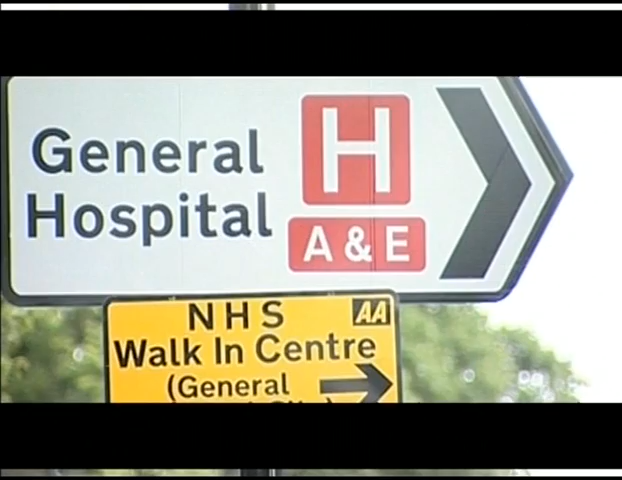 General
Hospital
H
A & E
NHS
AA
Walk In Centre
(General